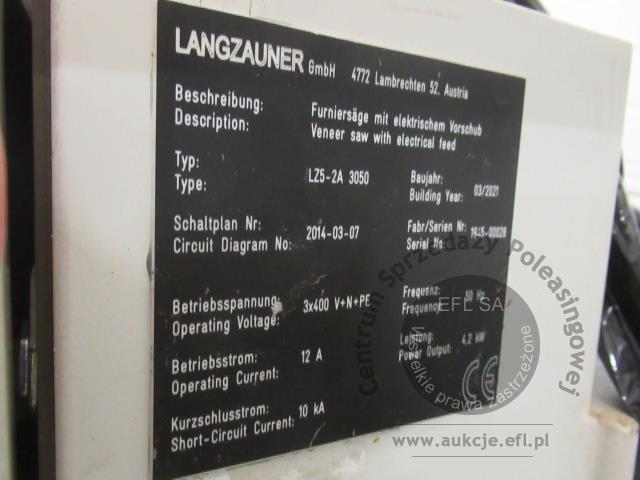 LANGZAUNER GmbH 4772 Lambrechten 52, Austria
Beschreibung: Furniersäge mit elektrischem Vorschub
Description: Veneer saw with electrical feed
Typ:
Type: LZ5-2A 3050
Baujahr:
Building Year: 03/2021
Schaltplan Nr:
Circuit Diagram No: 2014-03-07
Fabr/Serien Nr:
Serial No: 1645-00028
Betriebsspannung:
Operating Voltage: 3x400 V+N+PE
Frequenz:
Frequency: 50 Hz
Betriebsstrom:
Operating Current: 12 A
Leistung:
Power Output: 4.2 kW
Kurzschlusstrom:
Short-Circuit Current: 10 kA
CE
Centrum Sprzedaży Poleasingowej
EFL SA
Wszelkie prawa zastrzeżone
www.aukcje.efl.pl